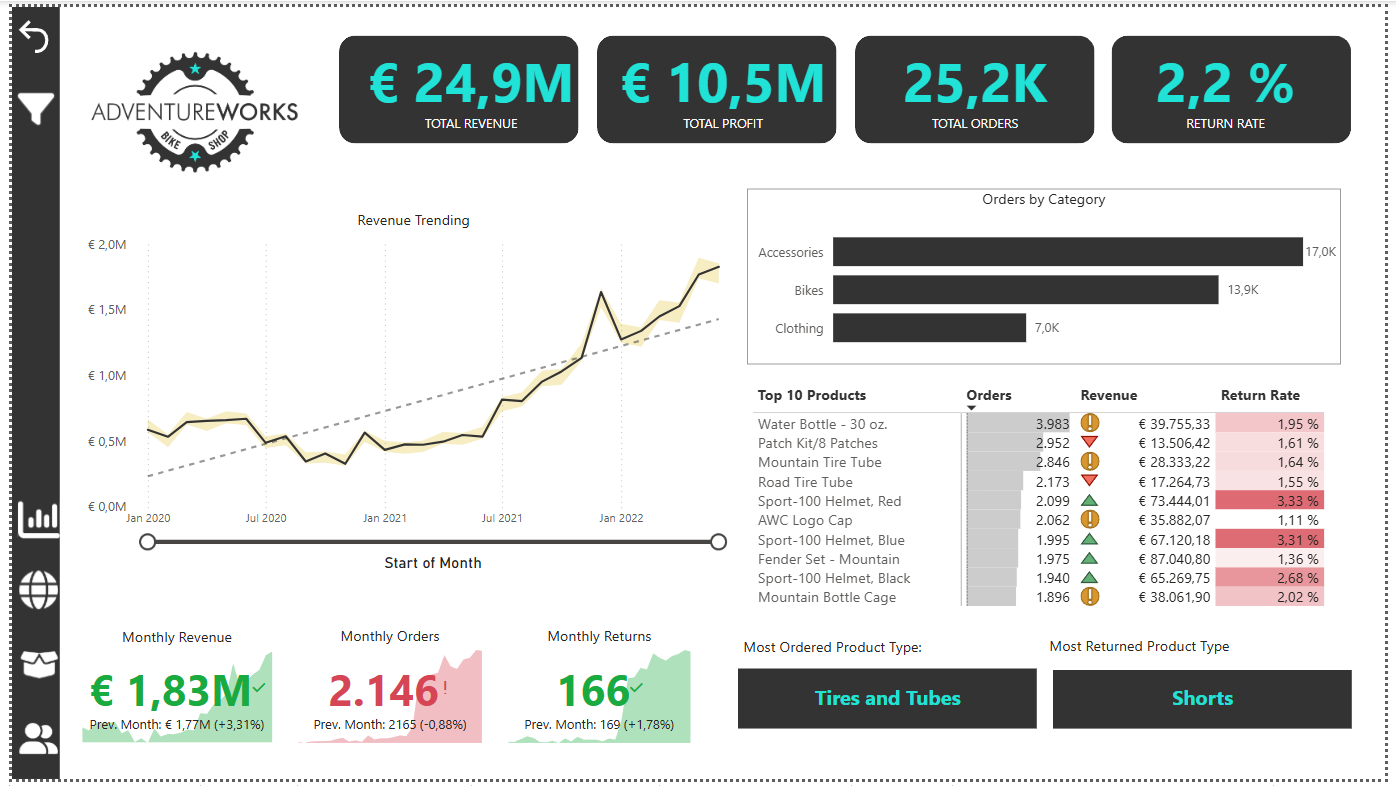 ADVENTUREWORKS
BIKE SHOP
€ 24,9M
TOTAL REVENUE
€ 10,5M
TOTAL PROFIT
25,2K
TOTAL ORDERS
2,2 %
RETURN RATE
Revenue Trending
€ 2,0M
€ 1,5M
€ 1,0M
€ 0,5M
€ 0,0M
Jan 2020 Jul 2020 Jan 2021 Jul 2021 Jan 2022
Start of Month
Orders by Category
Accessories 17,0K
Bikes 13,9K
Clothing 7,0K
Top 10 Products Orders Revenue Return Rate
Water Bottle - 30 oz. 3.983 € 39.755,33 1,95 %
Patch Kit/8 Patches 2.952 € 13.506,42 1,61 %
Mountain Tire Tube 2.846 € 28.333,22 1,64 %
Road Tire Tube 2.173 € 17.264,73 1,55 %
Sport-100 Helmet, Red 2.099 € 73.444,01 3,33 %
AWC Logo Cap 2.062 € 35.882,07 1,11 %
Sport-100 Helmet, Blue 1.995 € 67.120,18 3,31 %
Fender Set - Mountain 1.975 € 87.040,80 1,36 %
Sport-100 Helmet, Black 1.940 € 65.269,75 2,68 %
Mountain Bottle Cage 1.896 € 38.061,90 2,02 %
Monthly Revenue
€ 1,83M
Prev. Month: € 1,77M (+3,31%)
Monthly Orders
2.146!
Prev. Month: 2165 (-0,88%)
Monthly Returns
166
Prev. Month: 169 (+1,78%)
Most Ordered Product Type:
Tires and Tubes
Most Returned Product Type
Shorts